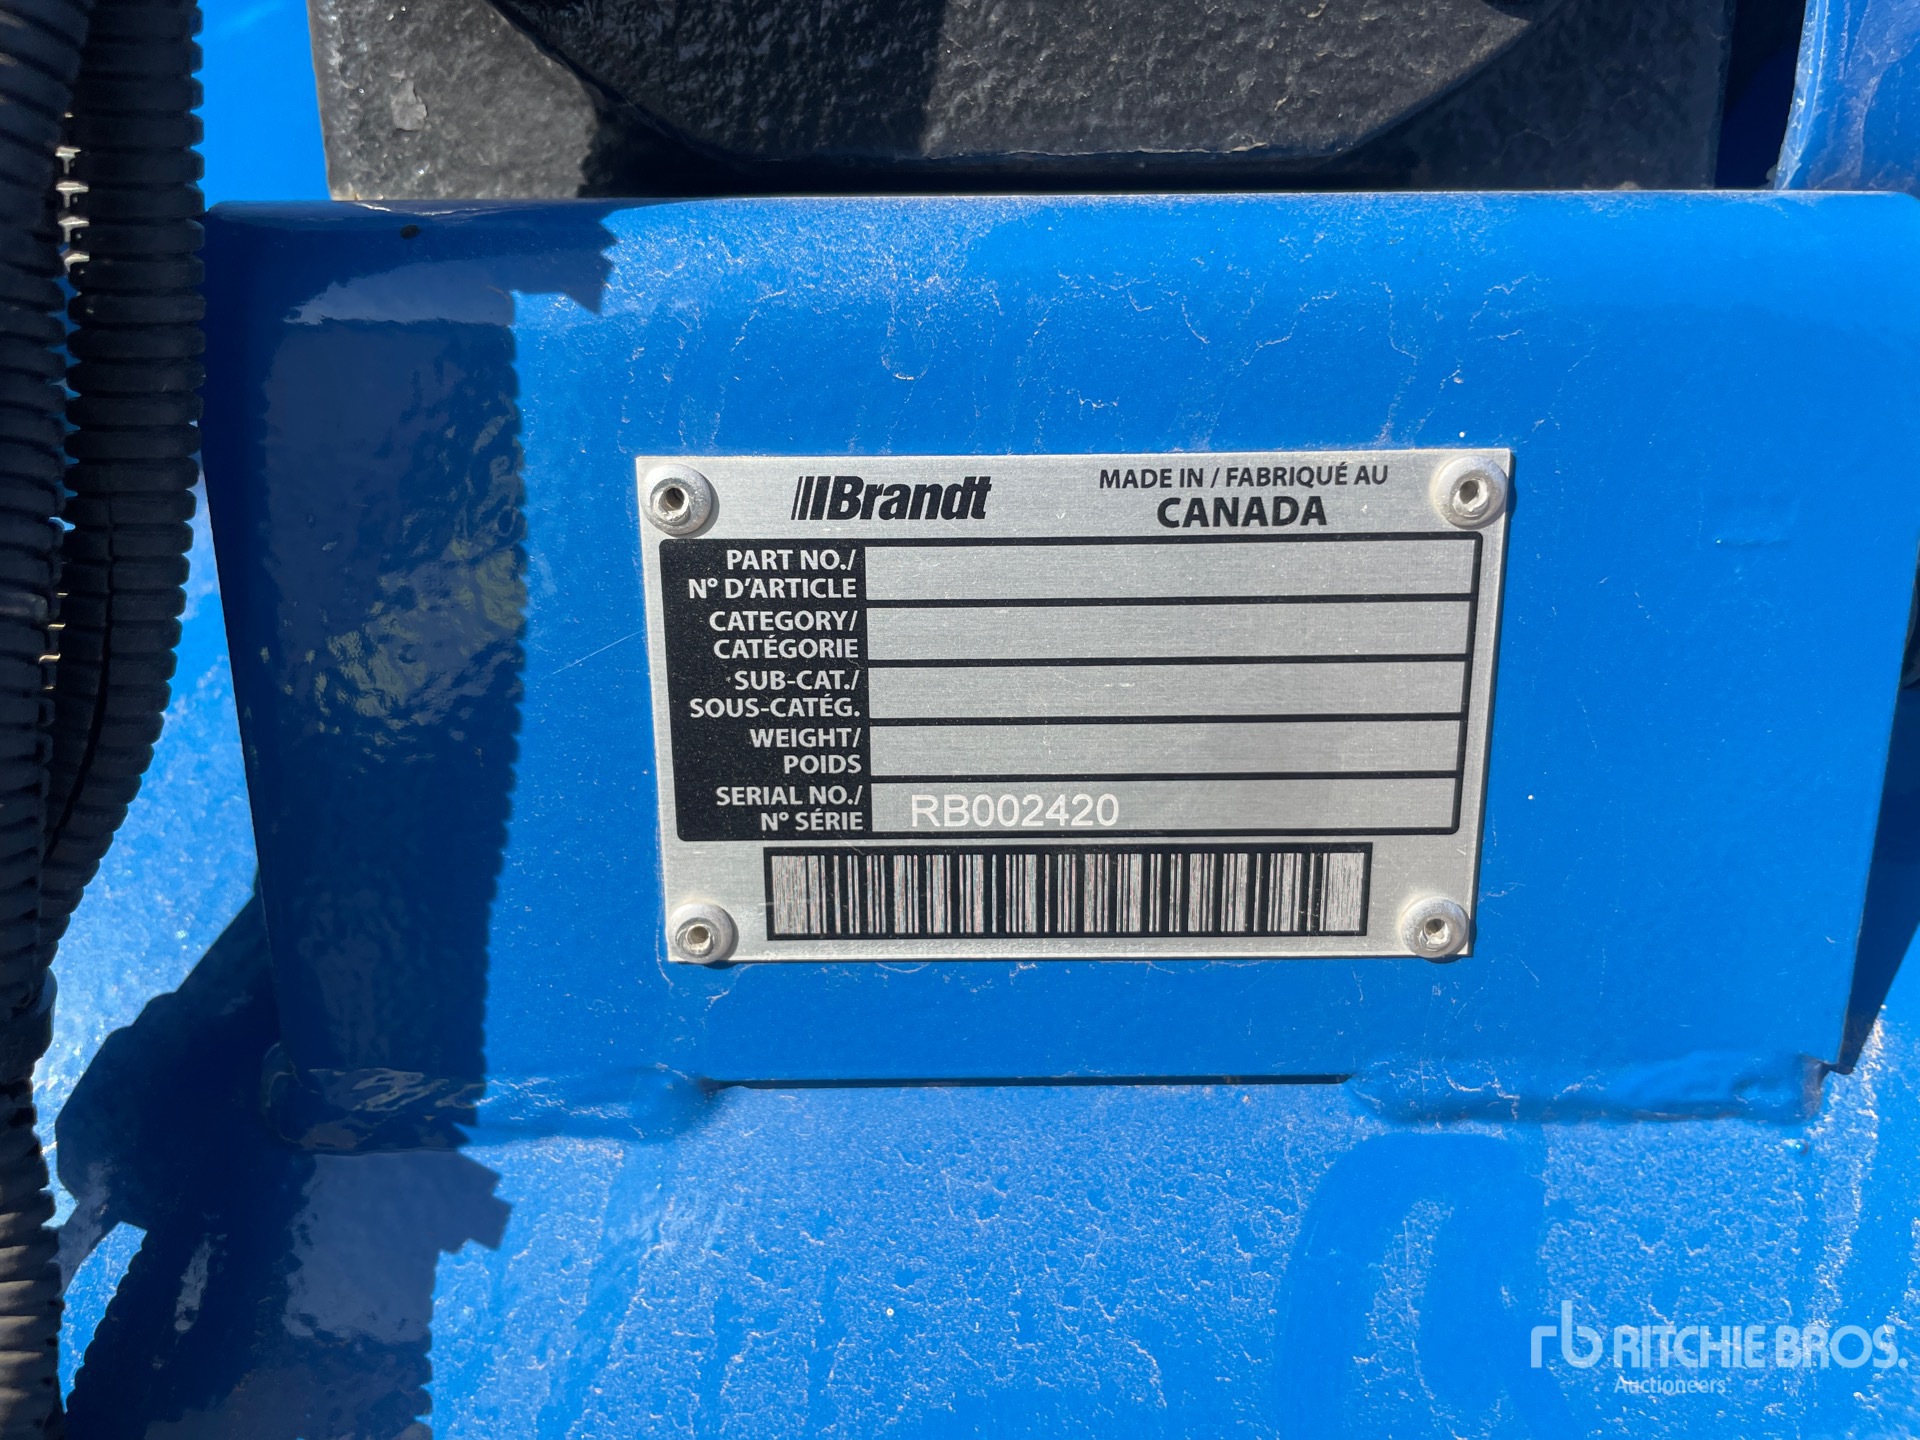 Brandt
MADE IN / FABRIQUÉ AU
CANADA
PART NO./
N° D'ARTICLE
CATEGORY/
CATÉGORIE
SUB-CAT./
SOUS-CATÉG.
WEIGHT/
POIDS
SERIAL NO./
N° SÉRIE
RB002420
rb RITCHIE BROS.
Auctioneers